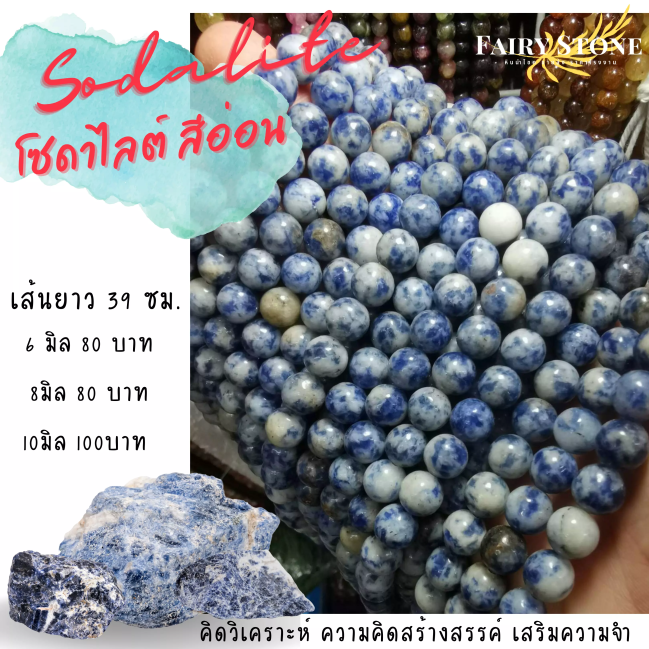 Sodalite
โซดาไลต์ สีอ่อน
FAIRY STONE
เส้นยาว 39 ซม.
6 มิล 80 บาท
8มิล 80 บาท
10มิล 100บาท
คิดวิเคราะห์ ความคิดสร้างสรรค์ เสริมความจำ